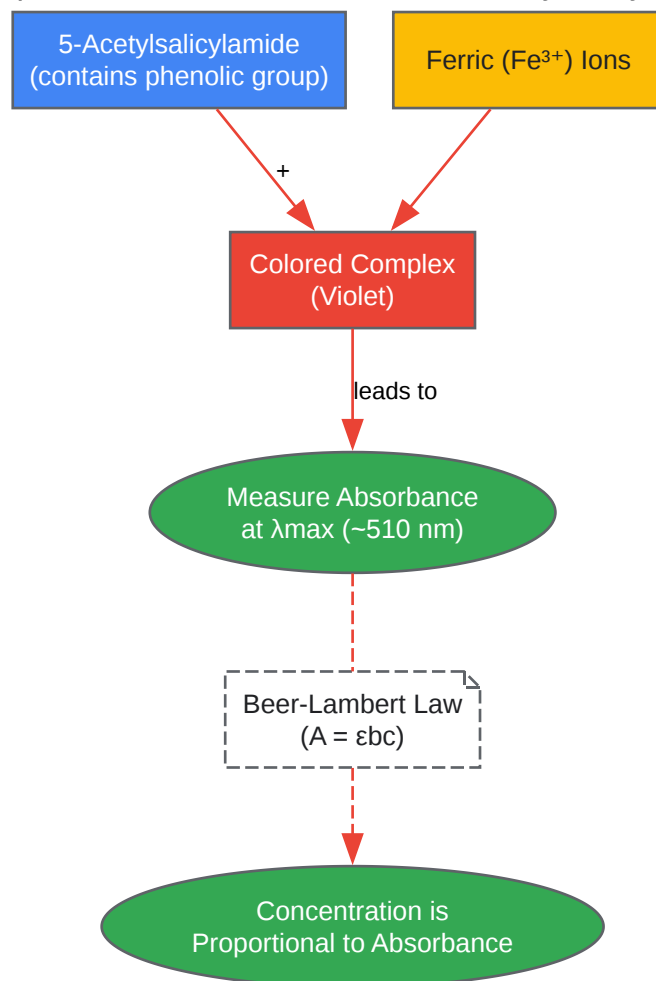 5-Acetylsalicylamide
(contains phenolic group)
Ferric (Fe³⁺) Ions
+
Colored Complex
(Violet)
leads to
Measure Absorbance
at λmax (~510 nm)
Beer-Lambert Law
(A = εbc)
Concentration is
Proportional to Absorbance